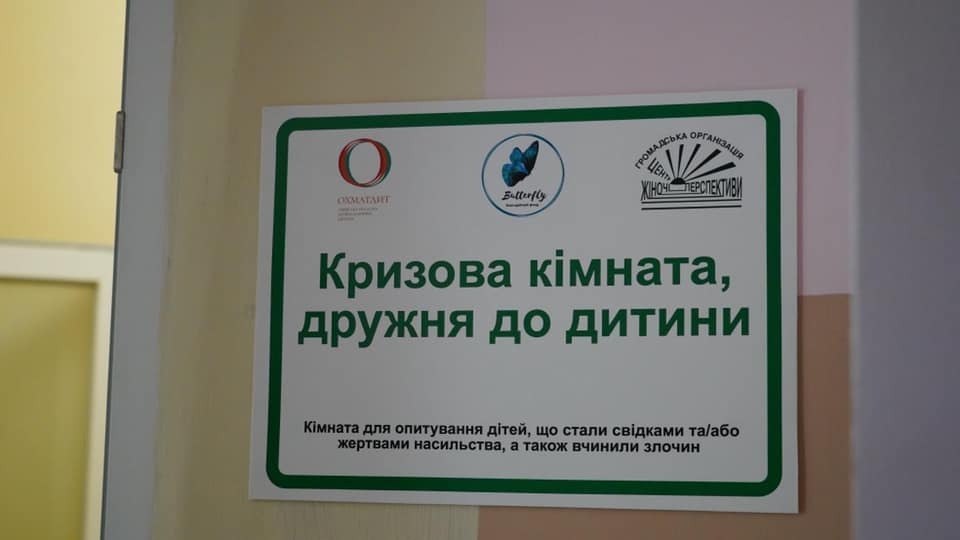 ОХМАТДИТ
Butterfly
ГРОМАДСЬКА ОРГАНІЗАЦІЯ
ЦЕНТР
ЖІНОЧІ ПЕРСПЕКТИВИ
Кризова кімната,
дружня до дитини
Кімната для опитування дітей, що стали свідками та/або
жертвами насильства, а також вчинили злочин